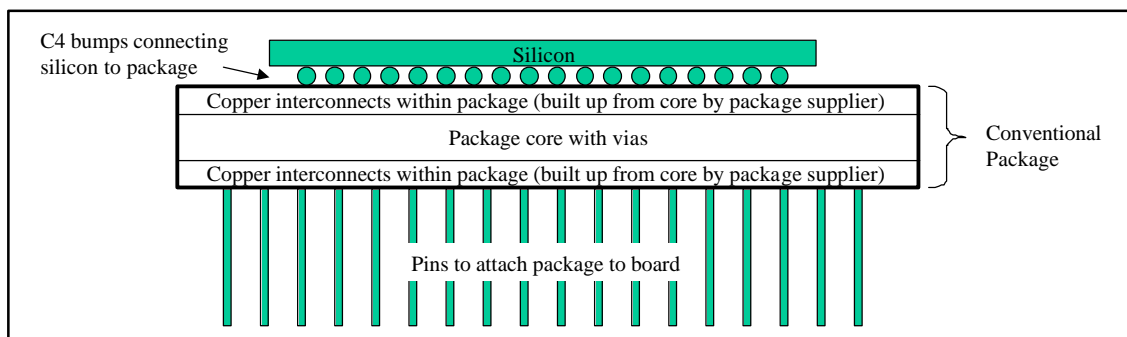 C4 bumps connecting
silicon to package
Silicon
Copper interconnects within package (built up from core by package supplier)
Package core with vias
Copper interconnects within package (built up from core by package supplier)
Conventional
Package
Pins to attach package to board